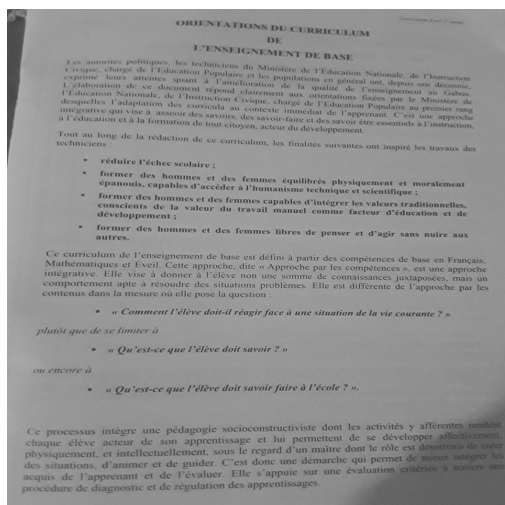 Curriculum
ORIENTATIONS DU CURRICULUM
DE
L'ENSEIGNEMENT DE BASE
Les autorités politiques, les techniciens du Ministère de l'Education Nationale, de l'Instruction
Civique, chargé de l'Education Populaire et les populations en général ont, depuis une décennie,
exprimé leurs attentes quant à l'amélioration de la qualité de l'enseignement au Gabon.
L'élaboration de ce document répond clairement aux orientations fixées par le Ministère de
l'Education Nationale, de l'Instruction Civique, chargé de l'Education Populaire au premier rang
desquelles l'adaptation des curricula au contexte immédiat de l'apprenant. C'est une approche
intégrative qui vise à asseoir des savoirs, des savoir-faire et des savoir être essentiels à l'instruction,
à l'éducation et à la formation de tout citoyen, acteur du développement.
Tout au long de la rédaction de ce curriculum, les finalités suivantes ont inspiré les travaux des
techniciens :
• réduire l'échec scolaire ;
• former des hommes et des femmes équilibrés physiquement et moralement
épanouis, capables d'accéder à l'humanisme technique et scientifique ;
• former des hommes et des femmes capables d'intégrer les valeurs traditionnelles,
conscients de la valeur du travail manuel comme facteur d'éducation et de
développement ;
• former des hommes et des femmes libres de penser et d'agir sans nuire aux
autres.
Ce curriculum de l'enseignement de base est défini à partir des compétences de base en Français,
Mathématiques et Eveil. Cette approche, dite « Approche par les compétences », est une approche
intégrative. Elle vise à donner à l'élève non une somme de connaissances juxtaposées, mais un
comportement apte à résoudre des situations problèmes. Elle est différente de l'approche par les
contenus dans la mesure où elle pose la question :
• « Comment l'élève doit-il réagir face à une situation de la vie courante ? »
plutôt que de se limiter à
• « Qu'est-ce que l'élève doit savoir ? »
ou encore à
• « Qu'est-ce que l'élève doit savoir faire à l'école ? ».
Ce processus intègre une pédagogie socioconstructiviste dont les activités y afférentes rendent
chaque élève acteur de son apprentissage et lui permettent de se développer affectivement,
physiquement, et intellectuellement, sous le regard d'un maître dont le rôle est désormais de créer
des situations, d'animer et de guider. C'est donc une démarche qui permet de mieux intégrer les
acquis de l'apprenant et de l'évaluer. Elle s'appuie sur une évaluation critériée à travers une
procédure de diagnostic et de régulation des apprentissages.